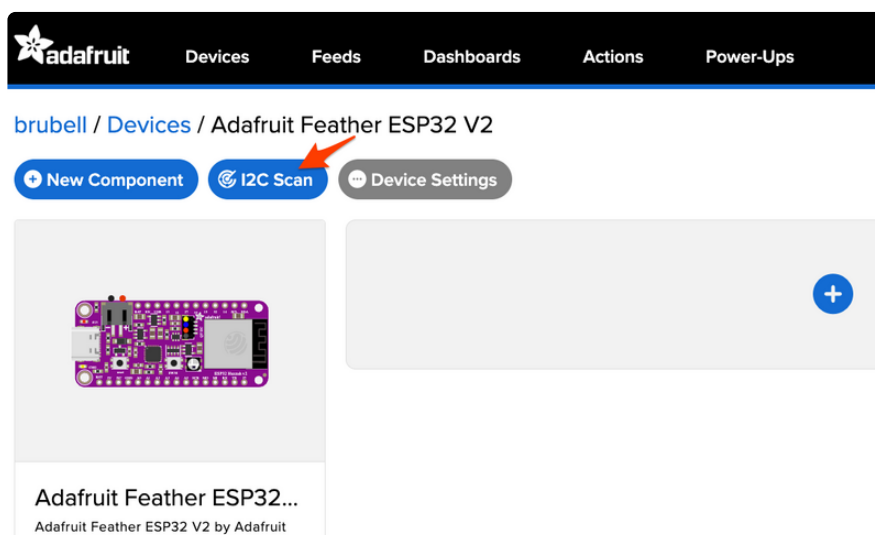 adafruit Devices Feeds Dashboards Actions Power-Ups
brubell / Devices / Adafruit Feather ESP32 V2
New Component I2C Scan Device Settings
Adafruit Feather ESP32...
Adafruit Feather ESP32 V2 by Adafruit